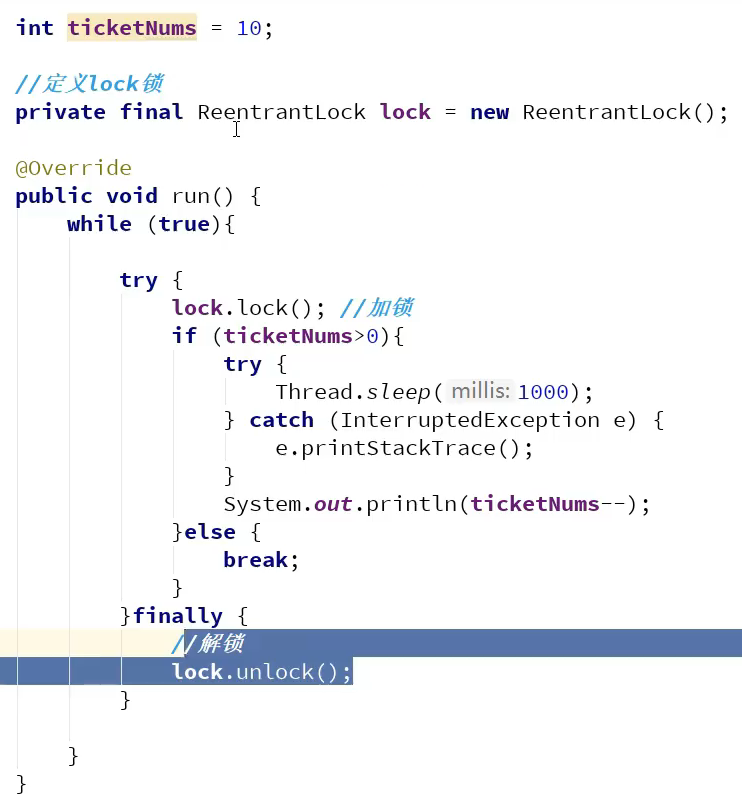 int ticketNums = 10;
//定义lock锁
private final ReentrantLock lock = new ReentrantLock();
@Override
public void run() {
while (true){
try {
lock.lock(); //加锁
if (ticketNums>0){
try {
Thread.sleep( millis: 1000);
} catch (InterruptedException e) {
e.printStackTrace();
}
System.out.println(ticketNums--);
}else {
break;
}
}finally {
//解锁
lock.unlock();
}
}
}